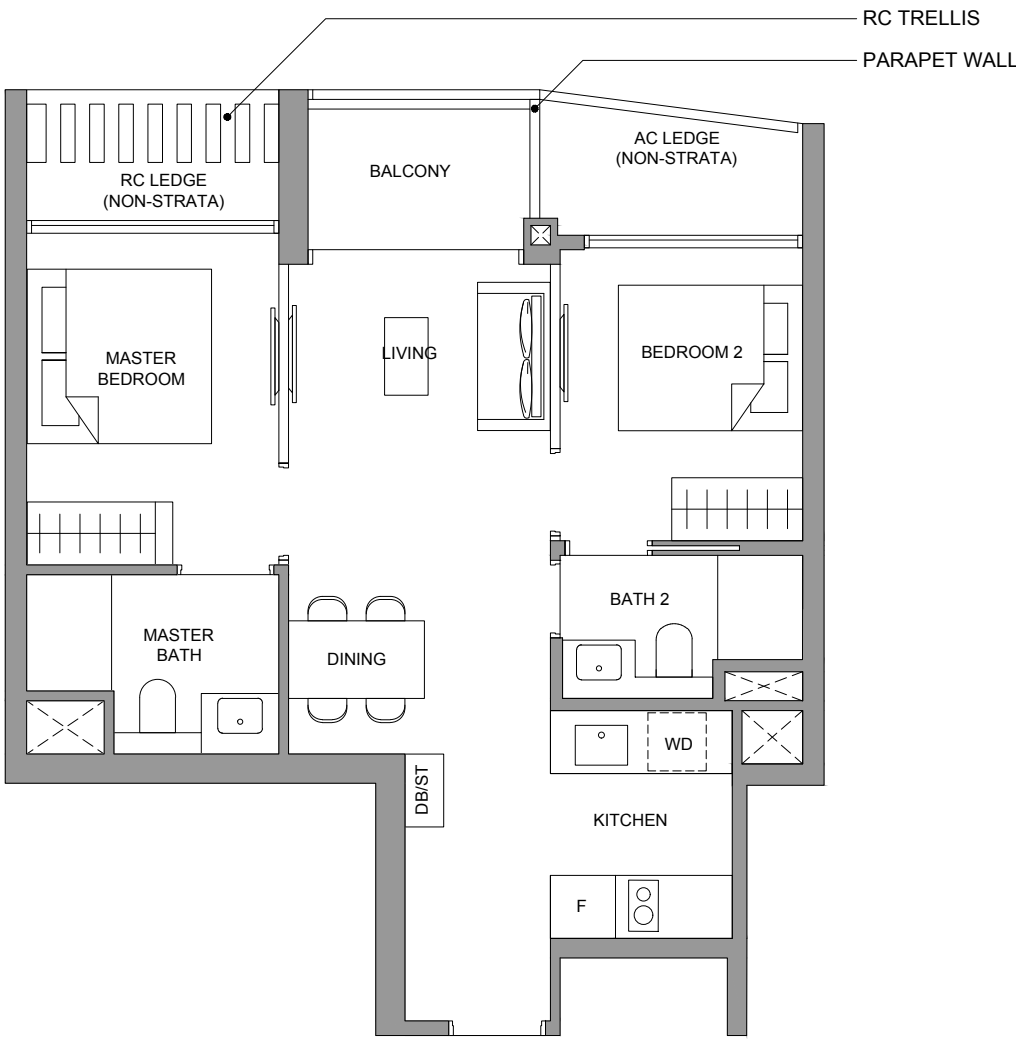 RC TRELLIS
PARAPET WALL
AC LEDGE
(NON-STRATA)
BALCONY
RC LEDGE
(NON-STRATA)
MASTER
BEDROOM
LIVING
BEDROOM 2
BATH 2
MASTER
BATH
DINING
WD
DB/ST
KITCHEN
F